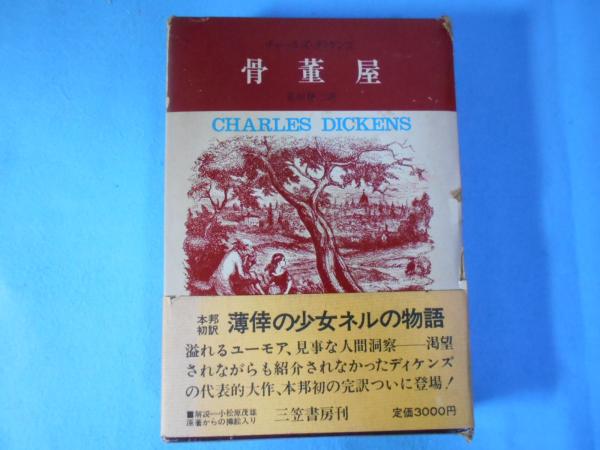 チャールズ・ディケンズ
骨董屋
北川悌二訳
CHARLES DICKENS
本邦初訳
薄倖の少女ネルの物語
溢れるユーモア、見事な人間洞察――渇望
されながらも紹介されなかったディケンズ
の代表的大作、本邦初の完訳ついに登場！
■解説―小松原茂雄
原著からの挿絵入り
三笠書房刊
定価3000円